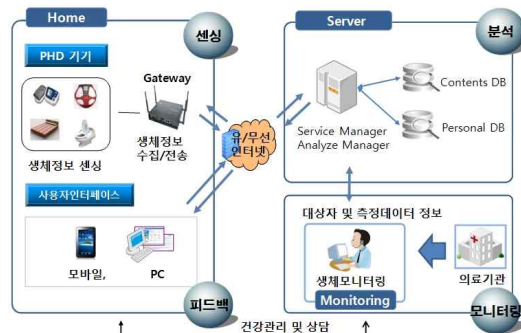 Home
센싱
PHD 기기
Gateway
생체정보
수집/전송
생체정보 센싱
사용자인터페이스
모바일,
PC
피드백
유/무선
인터넷
Server
분석
Contents DB
Personal DB
Service Manager
Analyze Manager
대상자 및 측정데이터 정보
생체모니터링
Monitoring
의료기관
모니터링
건강관리 및 상담